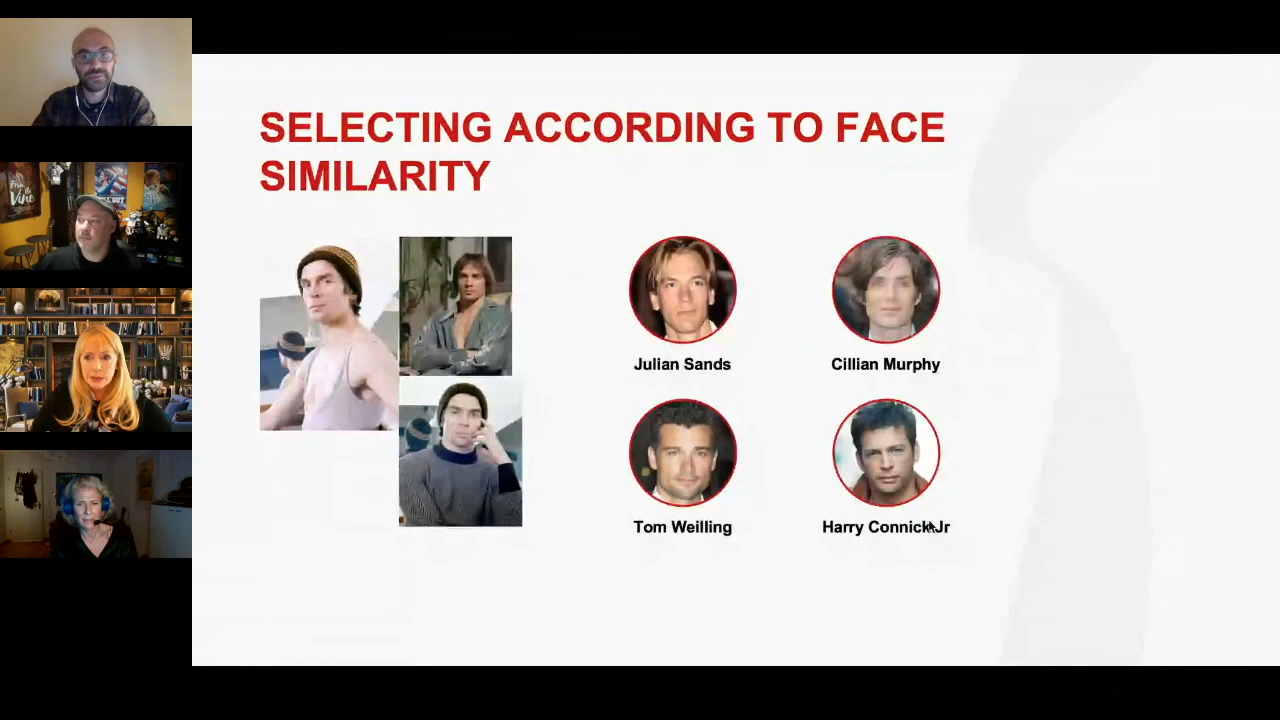 SELECTING ACCORDING TO FACE
SIMILARITY
Julian Sands
Cillian Murphy
Tom Weilling
Harry Connick Jr